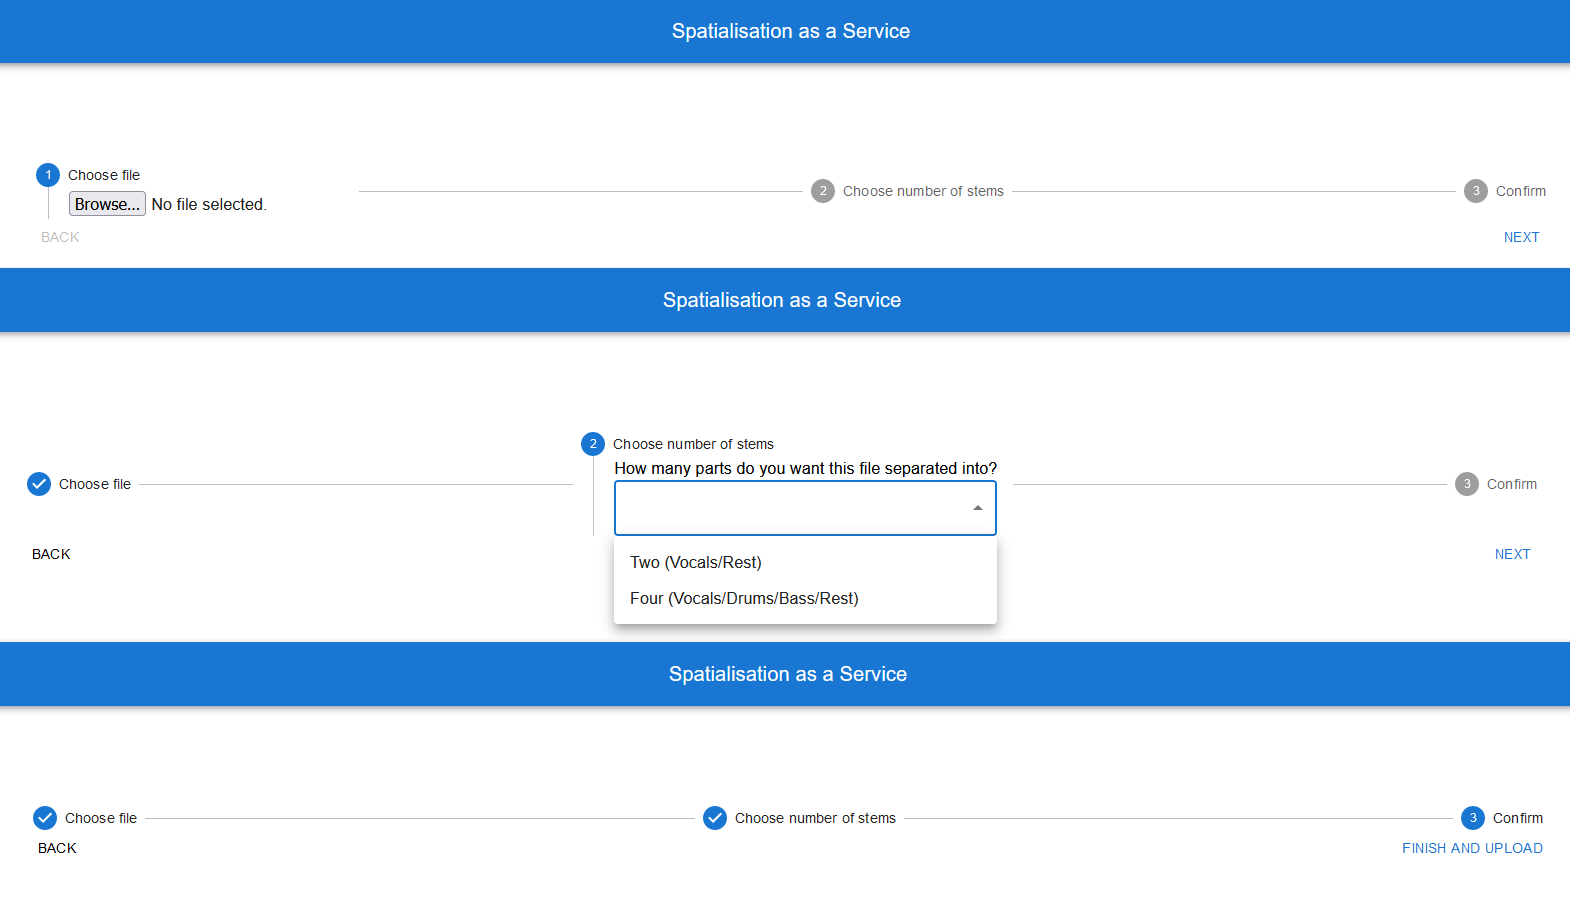 Spatialisation as a Service
1 Choose file
2 Choose number of stems
3 Confirm
Browse... No file selected.
BACK
NEXT
Spatialisation as a Service
2 Choose number of stems
How many parts do you want this file separated into?
Choose file
3 Confirm
BACK
NEXT
Two (Vocals/Rest)
Four (Vocals/Drums/Bass/Rest)
Spatialisation as a Service
Choose file
Choose number of stems
3 Confirm
BACK
FINISH AND UPLOAD